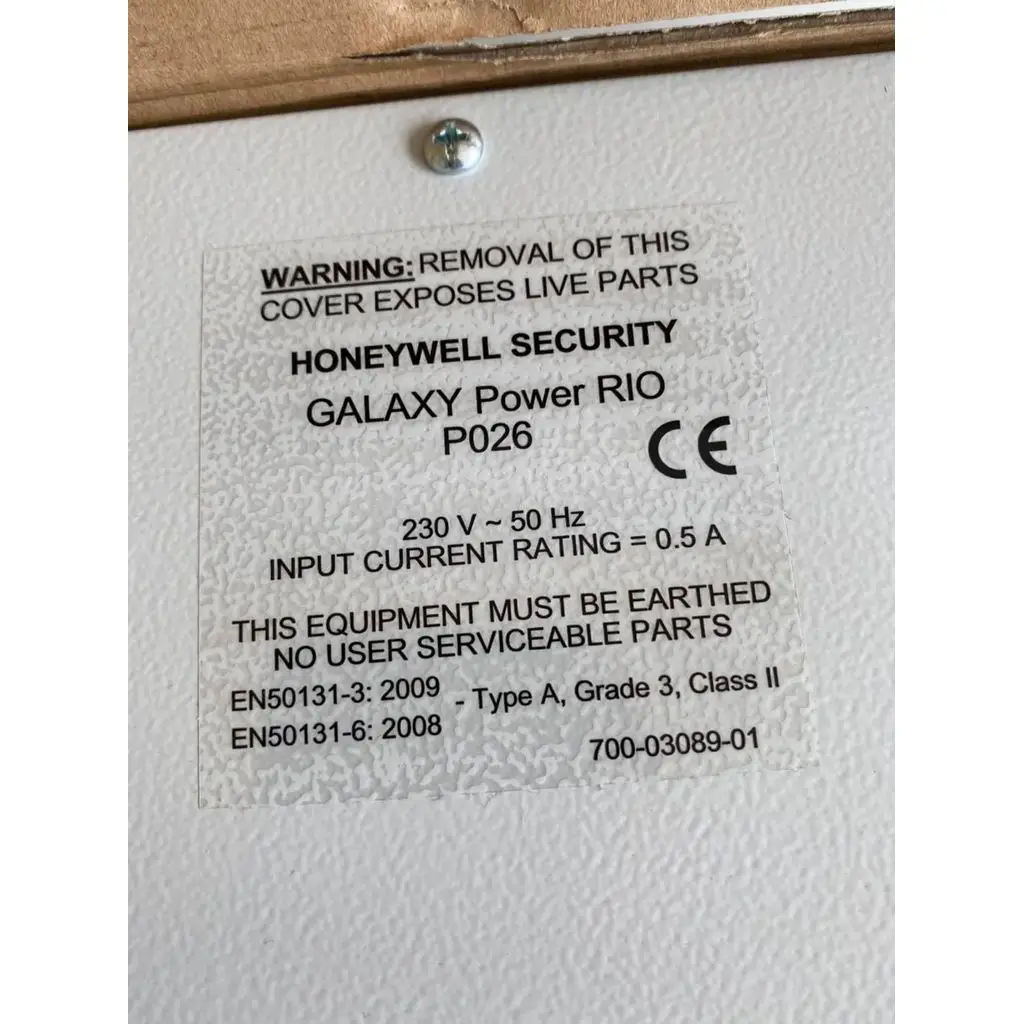 WARNING: REMOVAL OF THIS
COVER EXPOSES LIVE PARTS
HONEYWELL SECURITY
GALAXY Power RIO
P026
CE
230 V ~ 50 Hz
INPUT CURRENT RATING = 0.5 A
THIS EQUIPMENT MUST BE EARTHED
NO USER SERVICEABLE PARTS
EN50131-3: 2009 - Type A, Grade 3, Class II
EN50131-6: 2008
700-03089-01